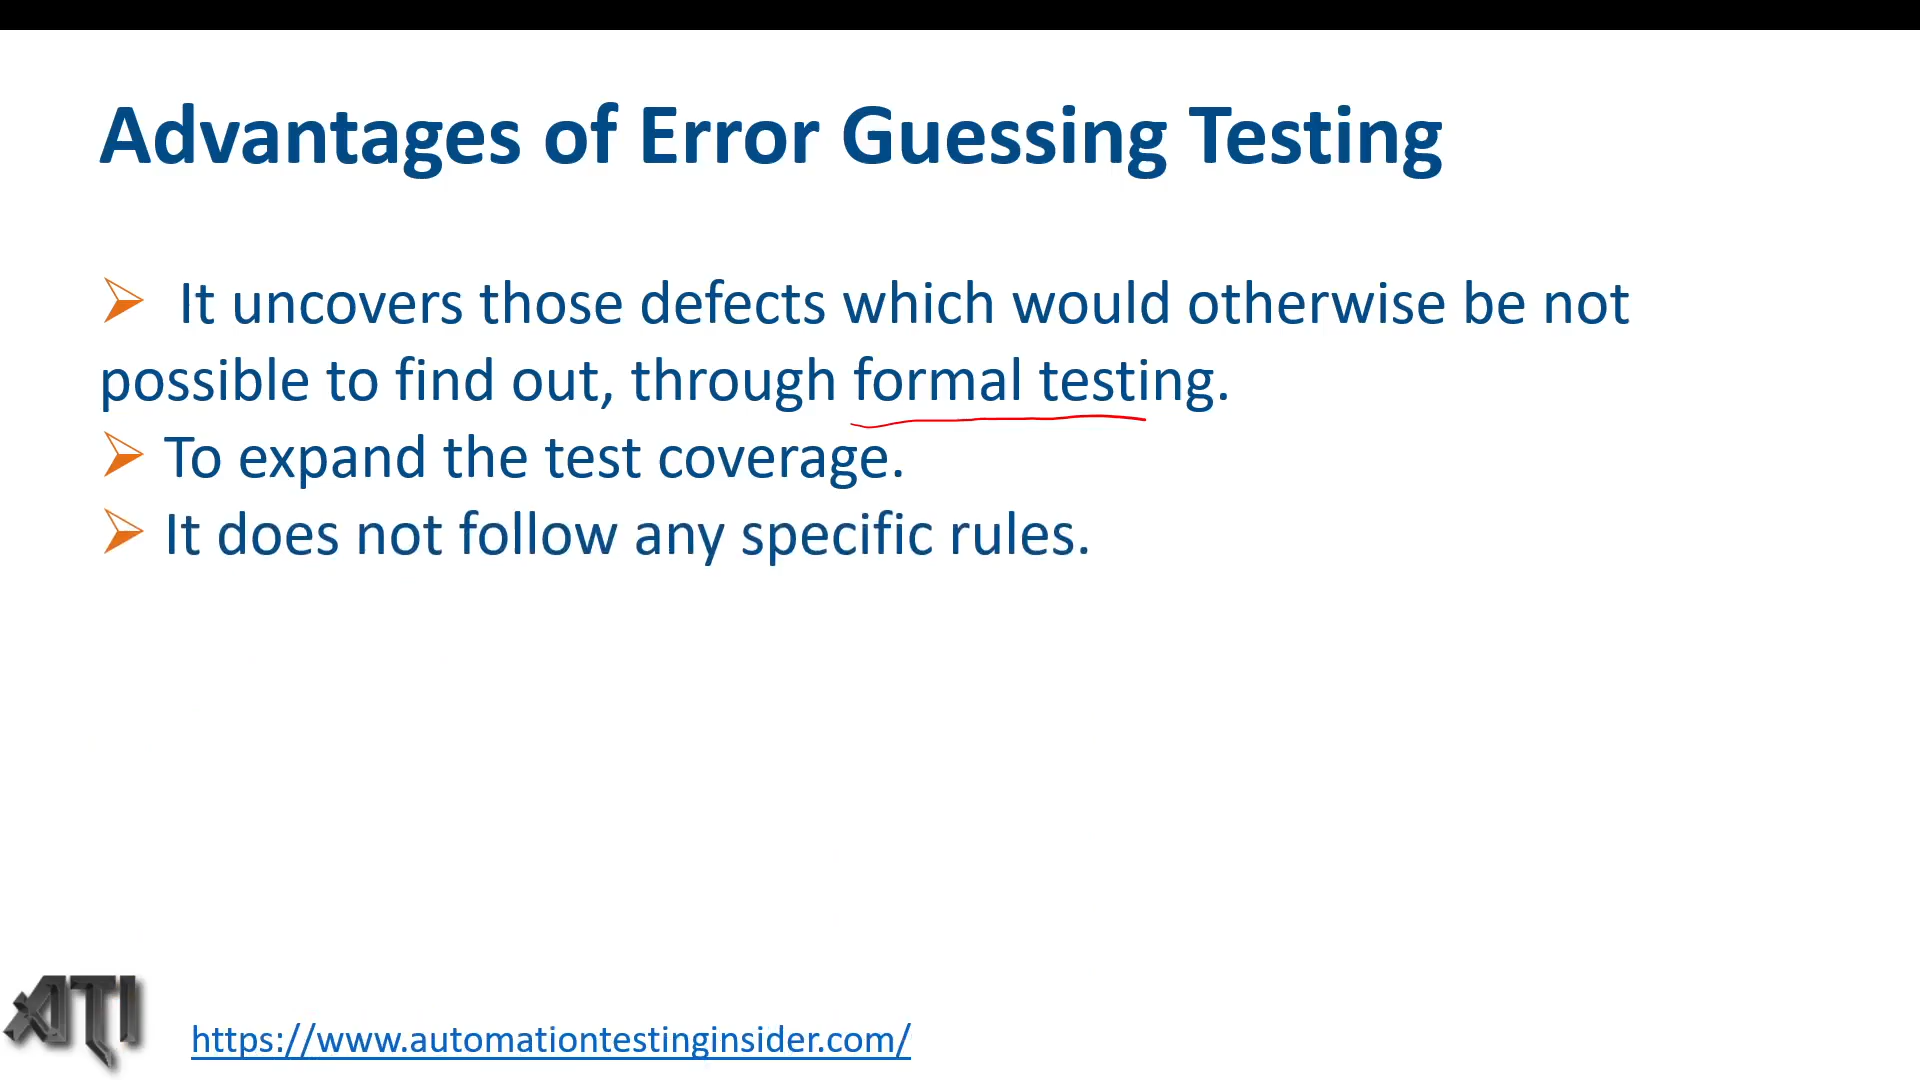 Advantages of Error Guessing Testing
It uncovers those defects which would otherwise be not
possible to find out, through formal testing.
To expand the test coverage.
It does not follow any specific rules.
ATI
https://www.automationtestinginsider.com/